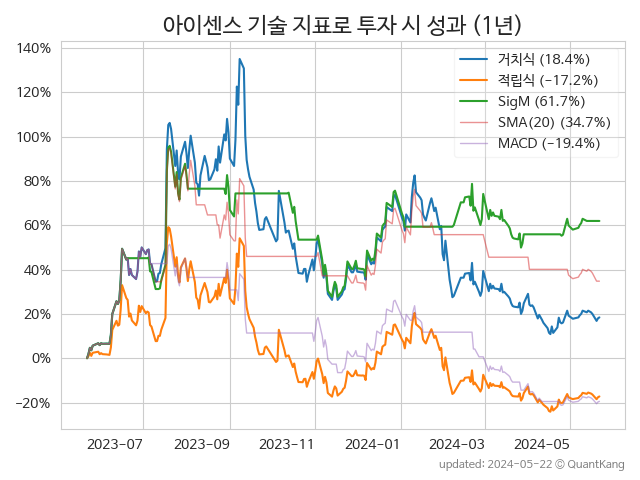 아이센스 기술 지표로 투자 시 성과 (1년)
140%
120%
100%
80%
60%
40%
20%
0%
−20%
거치식 (18.4%)
적립식 (−17.2%)
SigM (61.7%)
SMA(20) (34.7%)
MACD (−19.4%)
2023−07 2023−09 2023−11 2024−01 2024−03 2024−05
updated: 2024−05−22 © QuantKang